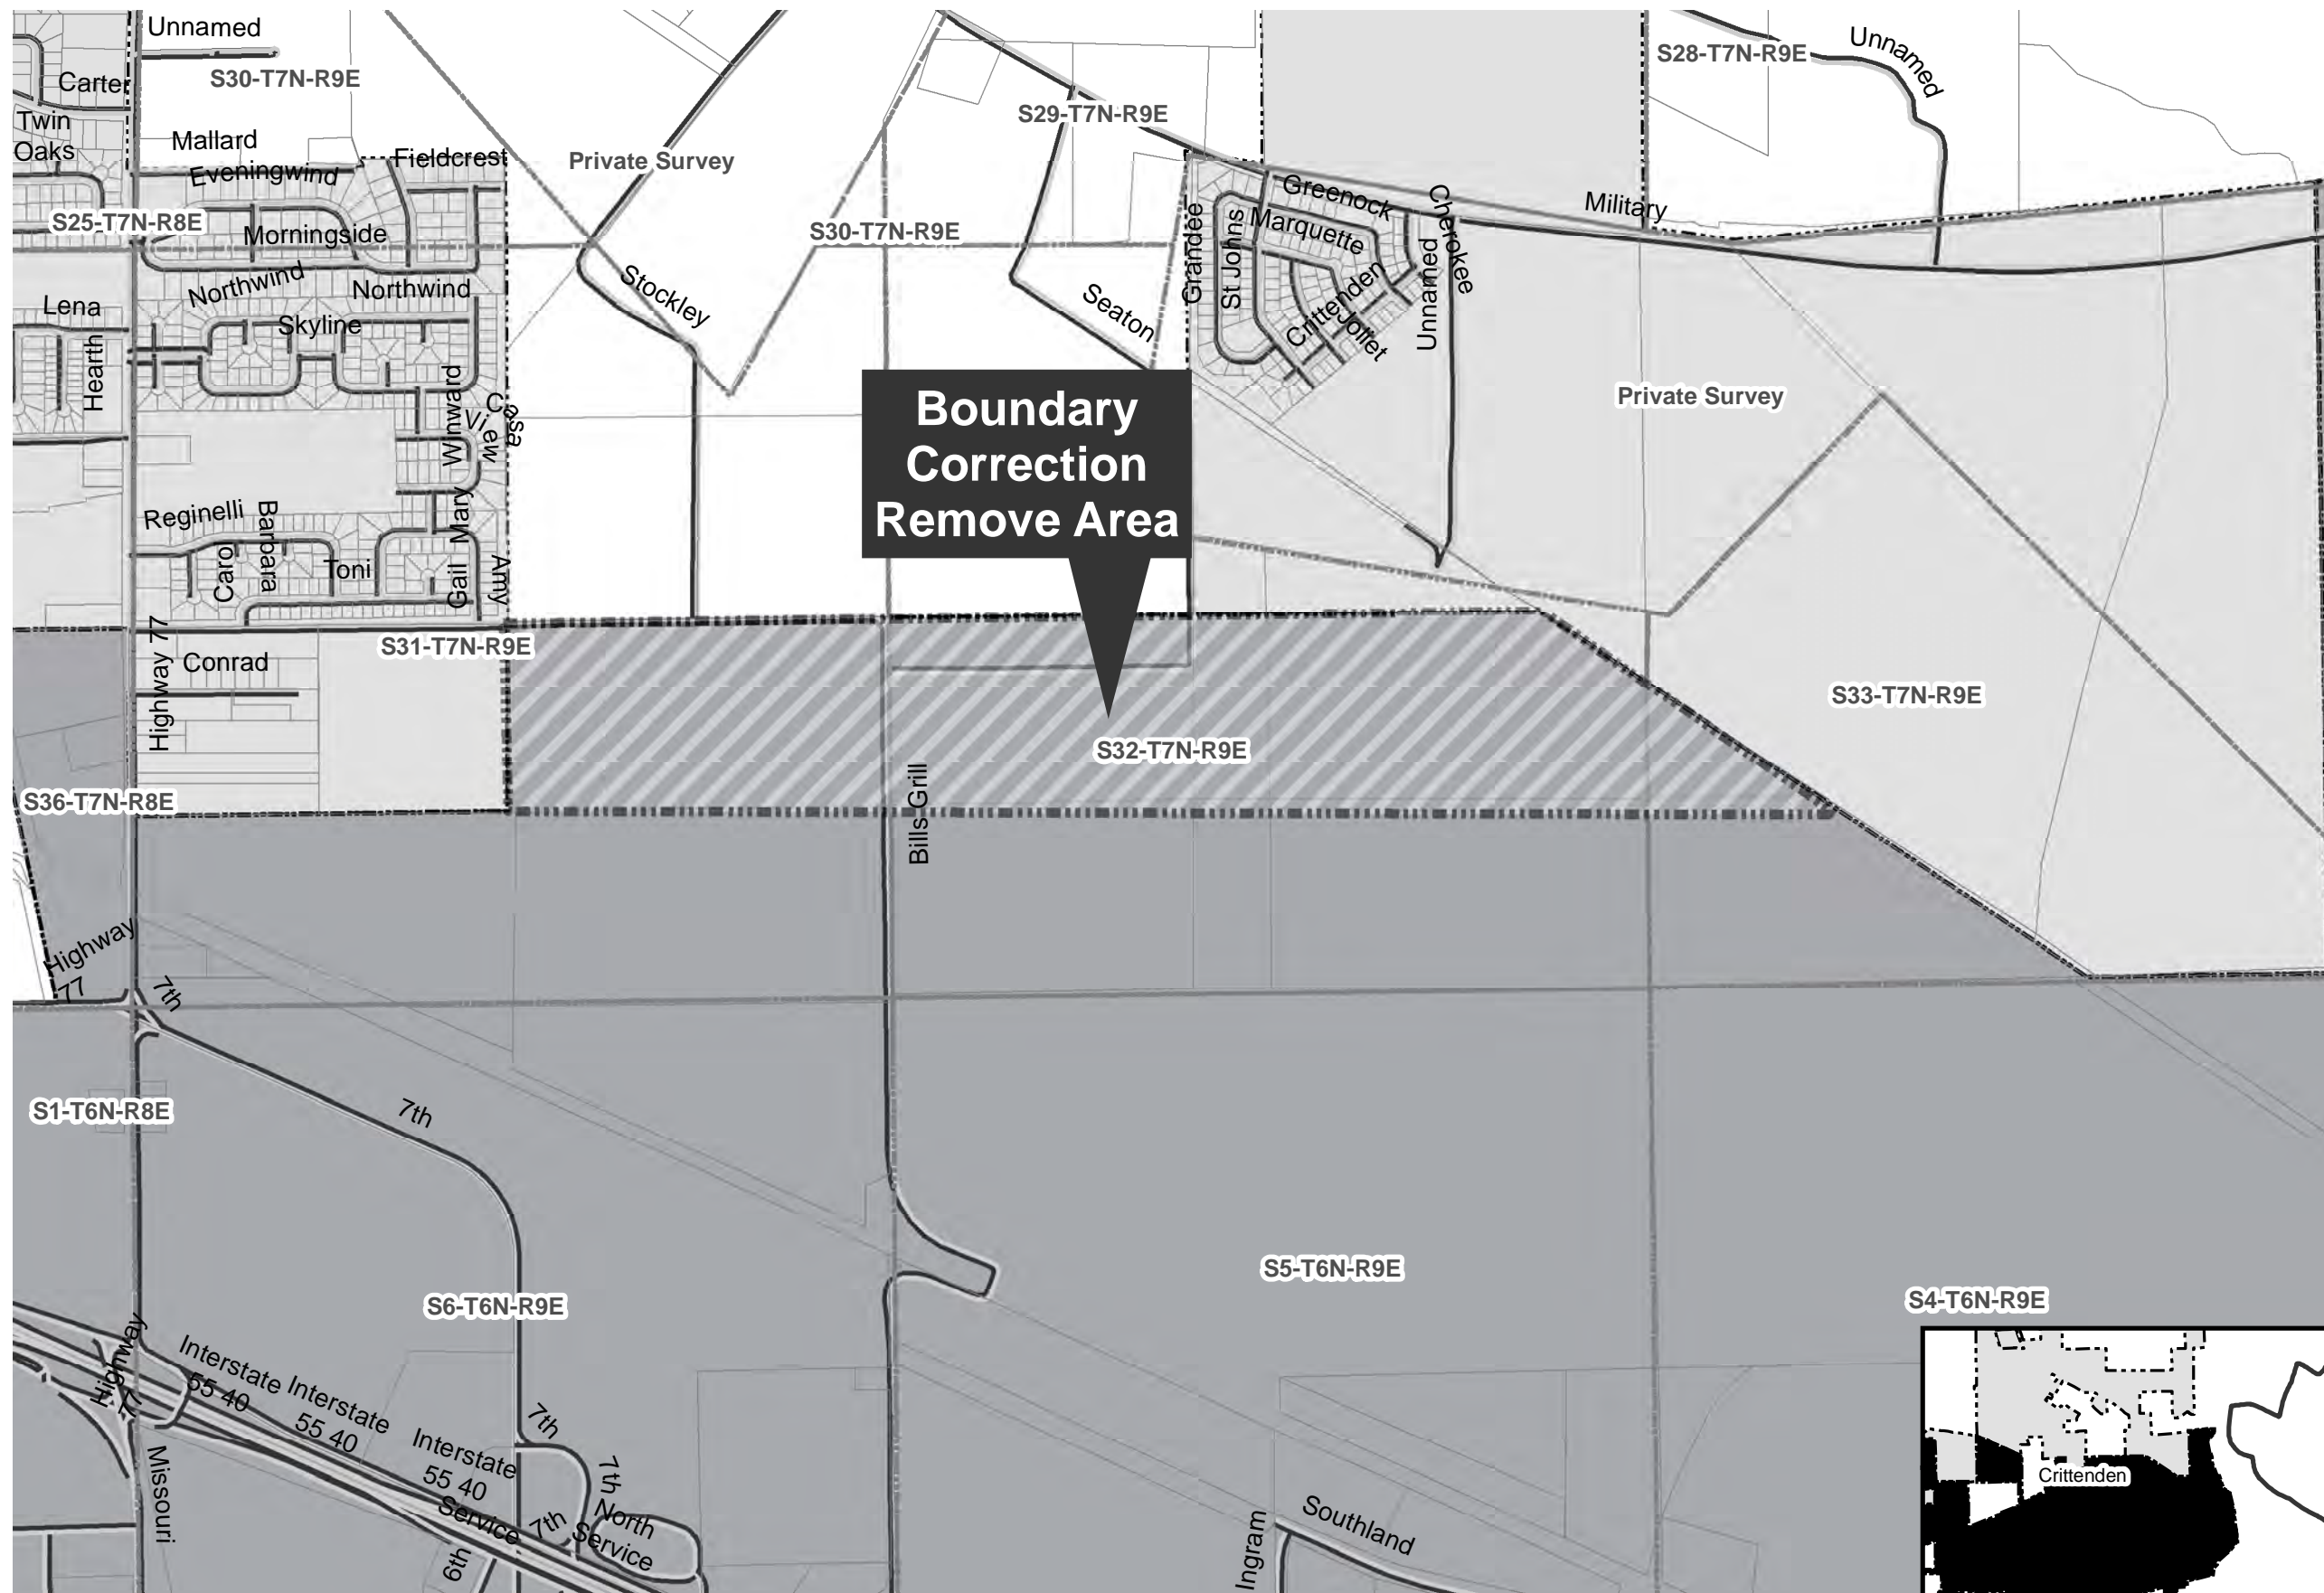 Unnamed
S30-T7N-R9E
Carter
Twin
Oaks
Mallard
Eveningwind
Fieldcrest
Private Survey
S29-T7N-R9E
S28-T7N-R9E
Unnamed
S25-T7N-R8E
Morningside
S30-T7N-R9E
Grandee
St Johns
Greenock
Marquette
Cherokee
Military
Northwind
Northwind
Lena
Skyline
Hearth
Stockley
Seaton
Crittenden
Joliet
Unnamed
Private Survey
Winward
Casa
View
Boundary
Correction
Remove Area
Reginelli
Barbara
Mary
Carol
Toni
Gail
Amy
S31-T7N-R9E
Highway 77
Conrad
S33-T7N-R9E
S32-T7N-R9E
S36-T7N-R8E
Bills Grill
Highway
77
7th
S1-T6N-R8E
7th
S5-T6N-R9E
S6-T6N-R9E
S4-T6N-R9E
Highway
77
Interstate
55 40
Interstate
55 40
Interstate
55 40
Service
7th
7th
7th
North
Service
6th
Missouri
Ingram
Southland
Crittenden